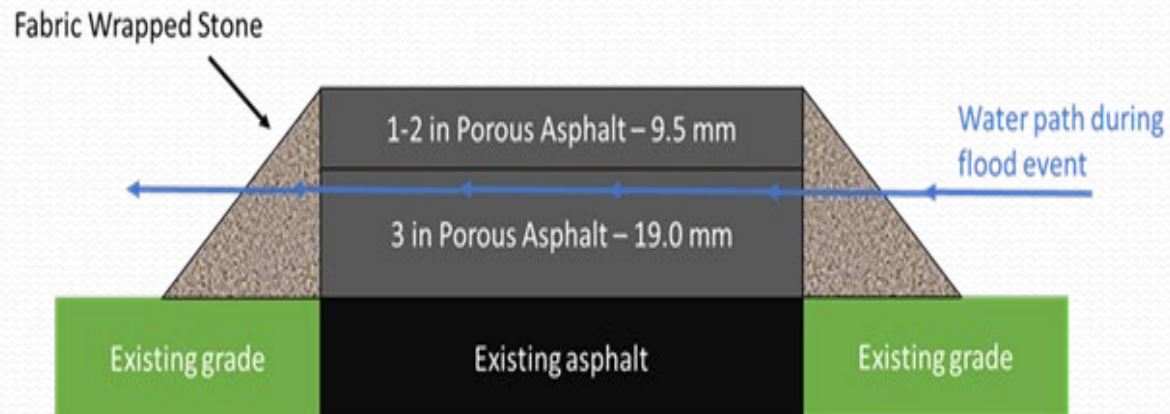 Fabric Wrapped Stone
1-2 in Porous Asphalt – 9.5 mm
Water path during
flood event
3 in Porous Asphalt – 19.0 mm
Existing grade
Existing asphalt
Existing grade